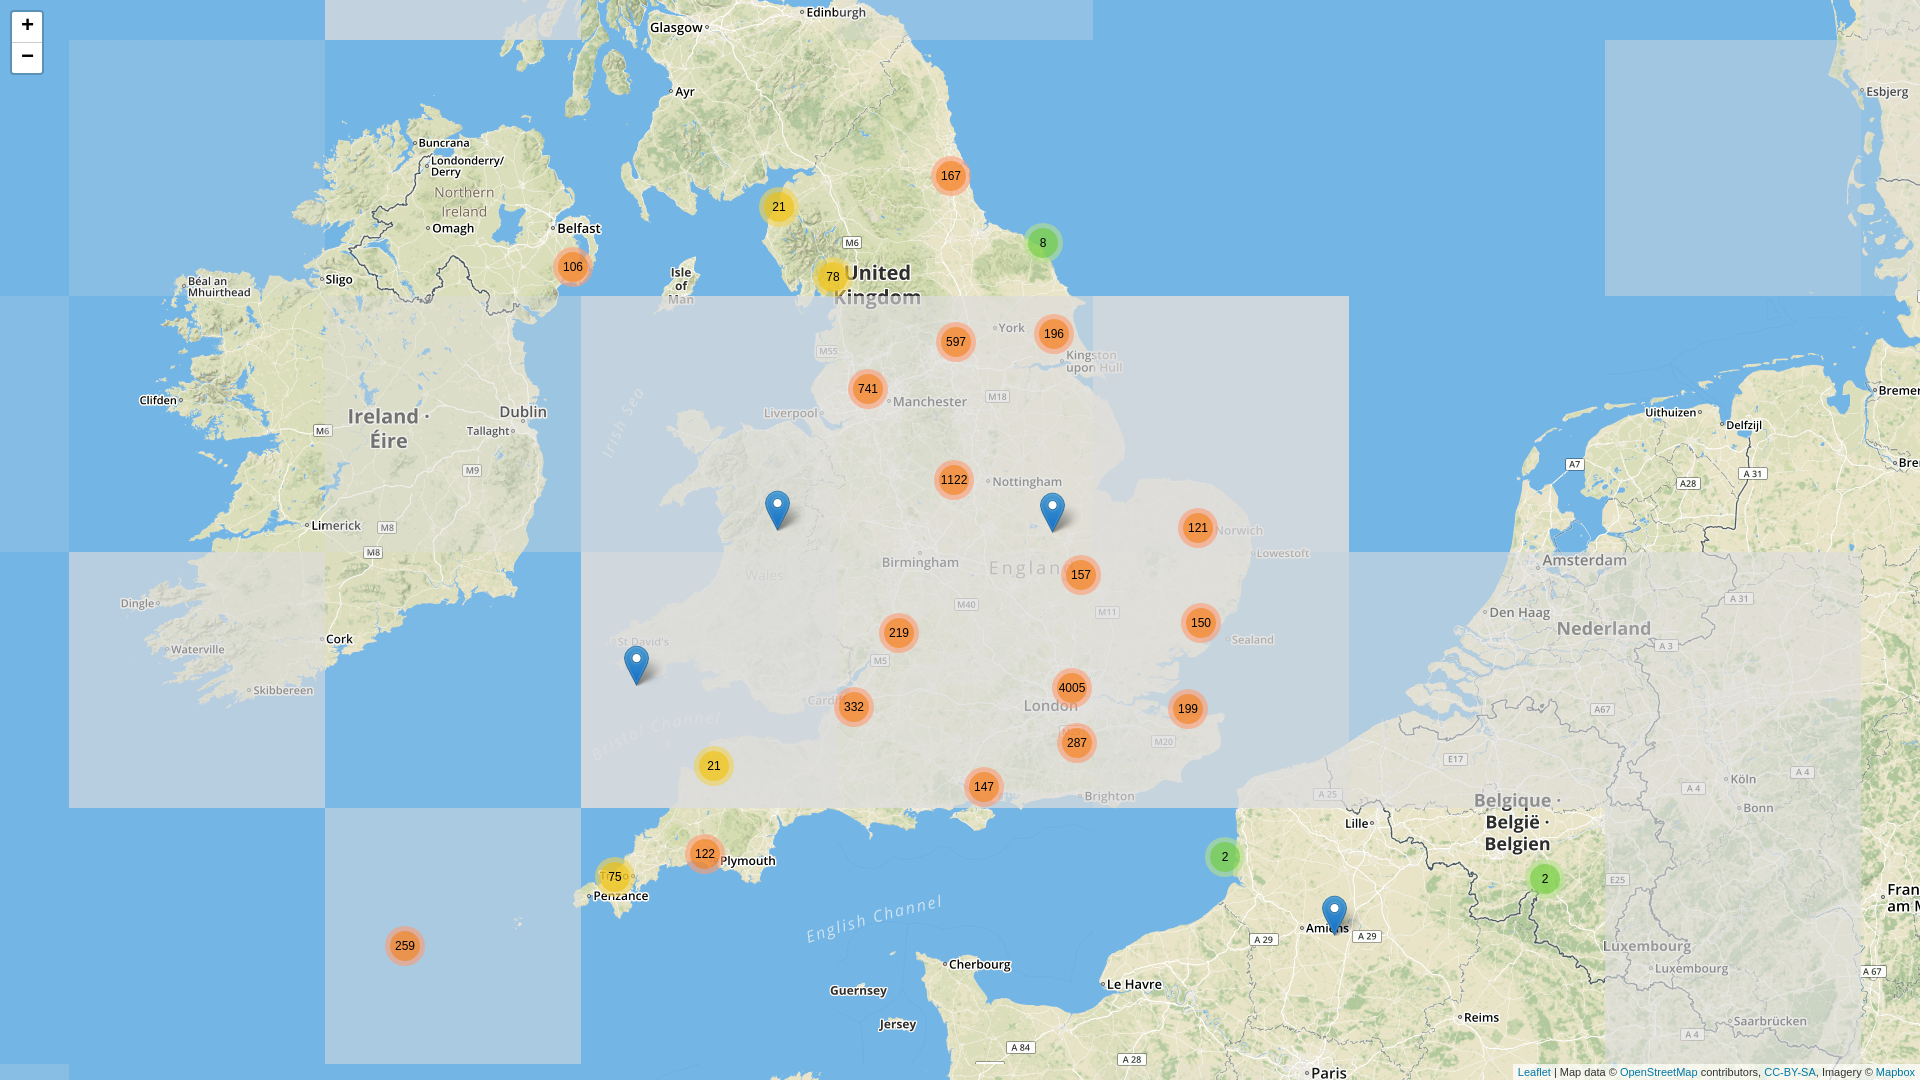 +
−
Edinburgh
Glasgow
Ayr
Esbjerg
Buncrana
Londonderry/
Derry
Northern
Ireland
Omagh
Belfast
167
21
M6
8
106
78
United
Kingdom
Isle
of
Man
Sligo
Béal an
Mhuirthead
York
196
597
M55
Kingston
upon Hull
741
Manchester
M18
Liverpool
Clifden
Ireland ·
Éire
M6
Dublin
Tallaght
M9
Irish Sea
Uithuizen
Delfzijl
A7
A 31
A28
1122
Nottingham
Limerick
M8
M8
121
Norwich
Lowestoft
Birmingham
Wales
157
M40
M11
Amsterdam
Dingle
Waterville
Cork
Skibbereen
219
150
Sealand
St David's
M5
Den Haag
Nederland
A 31
A 3
4005
London
332
199
287
M20
A67
Bristol Channel
21
147
Brighton
E17
A 25
Köln
A 4
A 4
Bonn
Belgique ·
België ·
Belgien
Lille
122
Plymouth
75
Penzance
2
2
E25
English Channel
259
Amiens
A 29
A 29
Luxembourg
Luxembourg
A 67
Cherbourg
Guernsey
Le Havre
Jersey
Reims
Saarbrücken
A 4
A 84
A 28
Paris
Leaflet | Map data © OpenStreetMap contributors, CC-BY-SA, Imagery © Mapbox